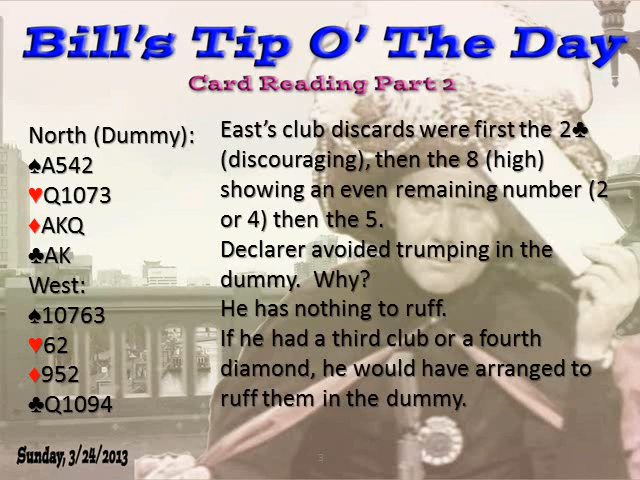 Bill's Tip O' The Day
Card Reading Part 2
North (Dummy):
♠A542
♥Q1073
♦AKQ
♣AK
West:
♠10763
♥62
♦952
♣Q1094
East's club discards were first the 2♣
(discouraging), then the 8 (high)
showing an even remaining number (2
or 4) then the 5.
Declarer avoided trumping in the
dummy. Why?
He has nothing to ruff.
If he had a third club or a fourth
diamond, he would have arranged to
ruff them in the dummy.
Sunday, 3/24/2013
3